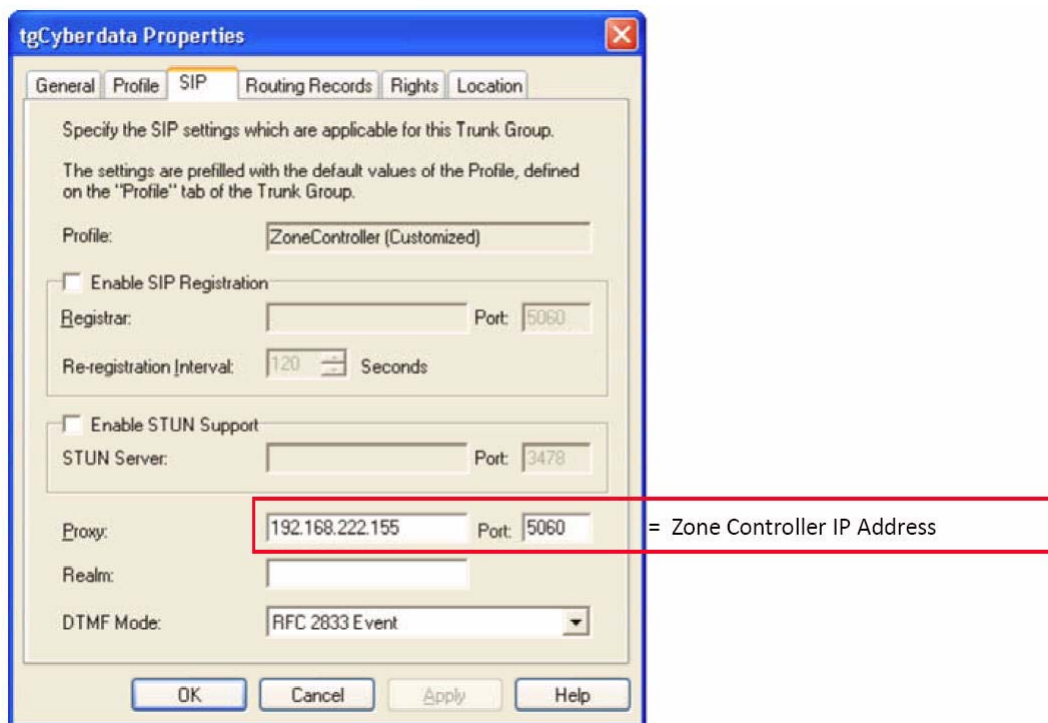 tgCyberdata Properties
General Profile SIP Routing Records Rights Location
Specify the SIP settings which are applicable for this Trunk Group.
The settings are prefilled with the default values of the Profile, defined
on the "Profile" tab of the Trunk Group.
Profile: ZoneController (Customized)
Enable SIP Registration
Registrar: Port: 5060
Re-registration Interval: 120 Seconds
Enable STUN Support
STUN Server: Port: 3478
Proxy: 192.168.222.155 Port: 5060 = Zone Controller IP Address
Realm:
DTMF Mode: RFC 2833 Event
OK Cancel Apply Help